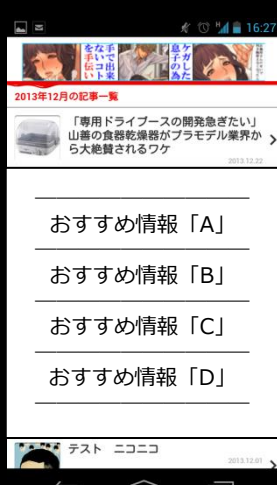 16:27
ケガした
息子の為
手で出来
ないコト
を手伝い
2013年12月の記事一覧
「専用ドライブースの開発急ぎたい」
山善の食器乾燥器がプラモデル業界か
ら大絶賛されるワケ
2013.12.22
おすすめ情報「A」
おすすめ情報「B」
おすすめ情報「C」
おすすめ情報「D」
テスト ニコニコ
2013.12.01